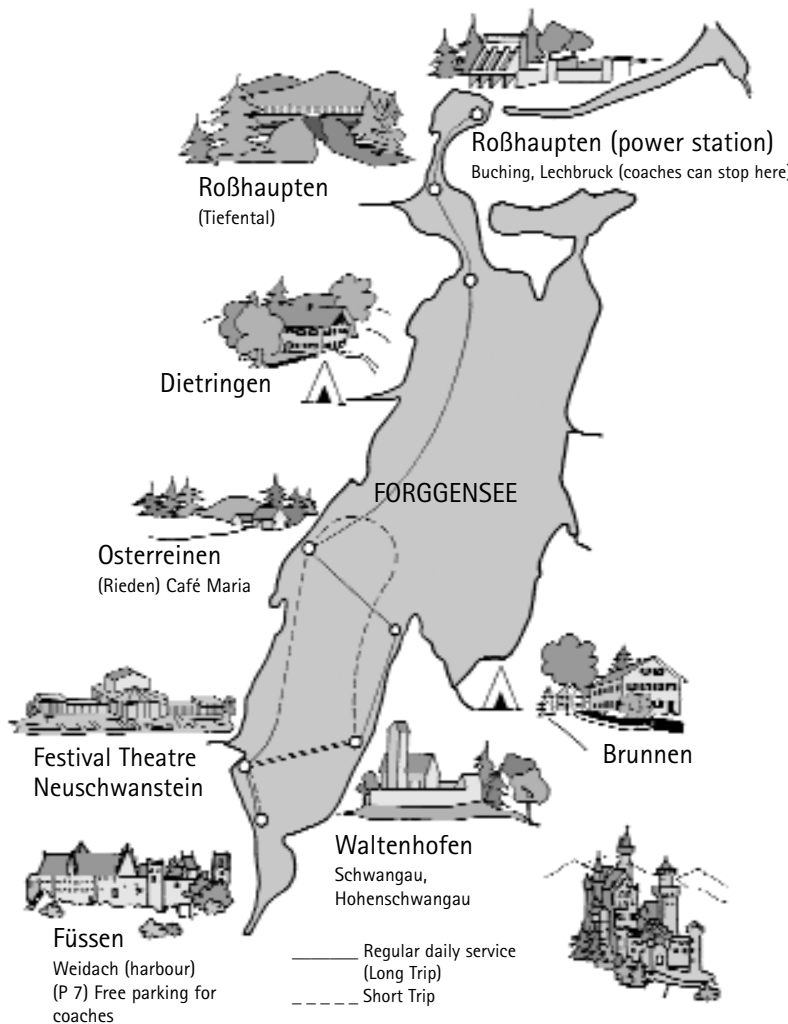 Roßhaupten (power station)
Buching, Lechbruck (coaches can stop here)
Roßhaupten
(Tiefental)
Dietringen
FORGGENSEE
Osterreinen
(Rieden) Café Maria
Festival Theatre
Neuschwanstein
Brunnen
Waltenhofen
Schwangau,
Hohenschwangau
Füssen
Weidach (harbour)
(P 7) Free parking for
coaches
Regular daily service
(Long Trip)
Short Trip